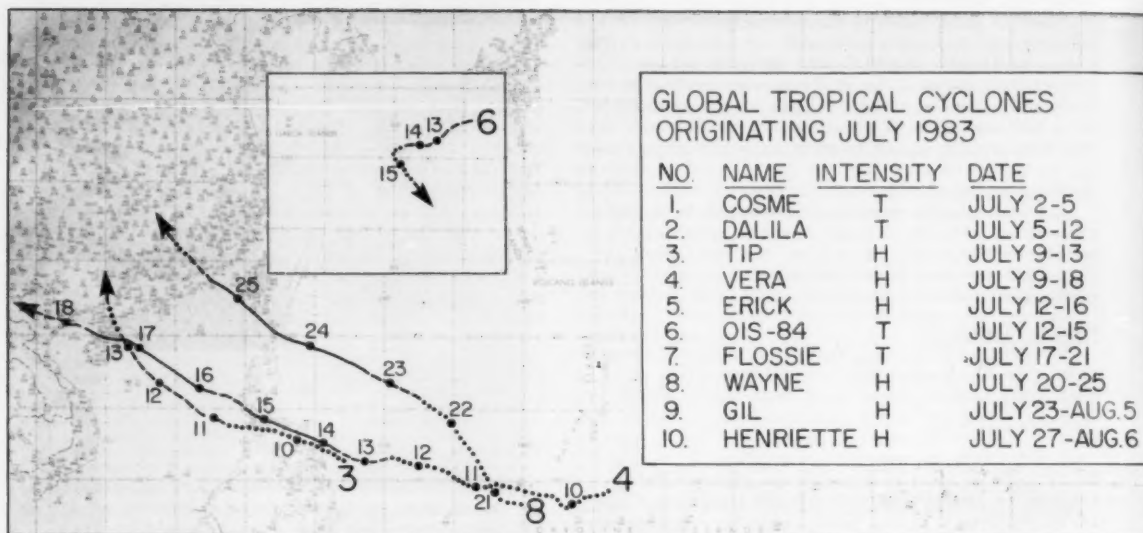 GLOBAL TROPICAL CYCLONES
ORIGINATING JULY 1983
NO. NAME INTENSITY DATE
1. COSME T JULY 2-5
2. DALILA T JULY 5-12
3. TIP H JULY 9-13
4. VERA H JULY 9-18
5. ERICK H JULY 12-16
6. OIS-84 T JULY 12-15
7. FLOSSIE T JULY 17-21
8. WAYNE H JULY 20-25
9. GIL H JULY 23-AUG.5
10. HENRIETTE H JULY 27-AUG.6
14 13 6
15
25
18
24
17
13
23
16
12
22
15
11
14
10
13
12
3
11
4
10
21
8
VOLCANO ISLANDS